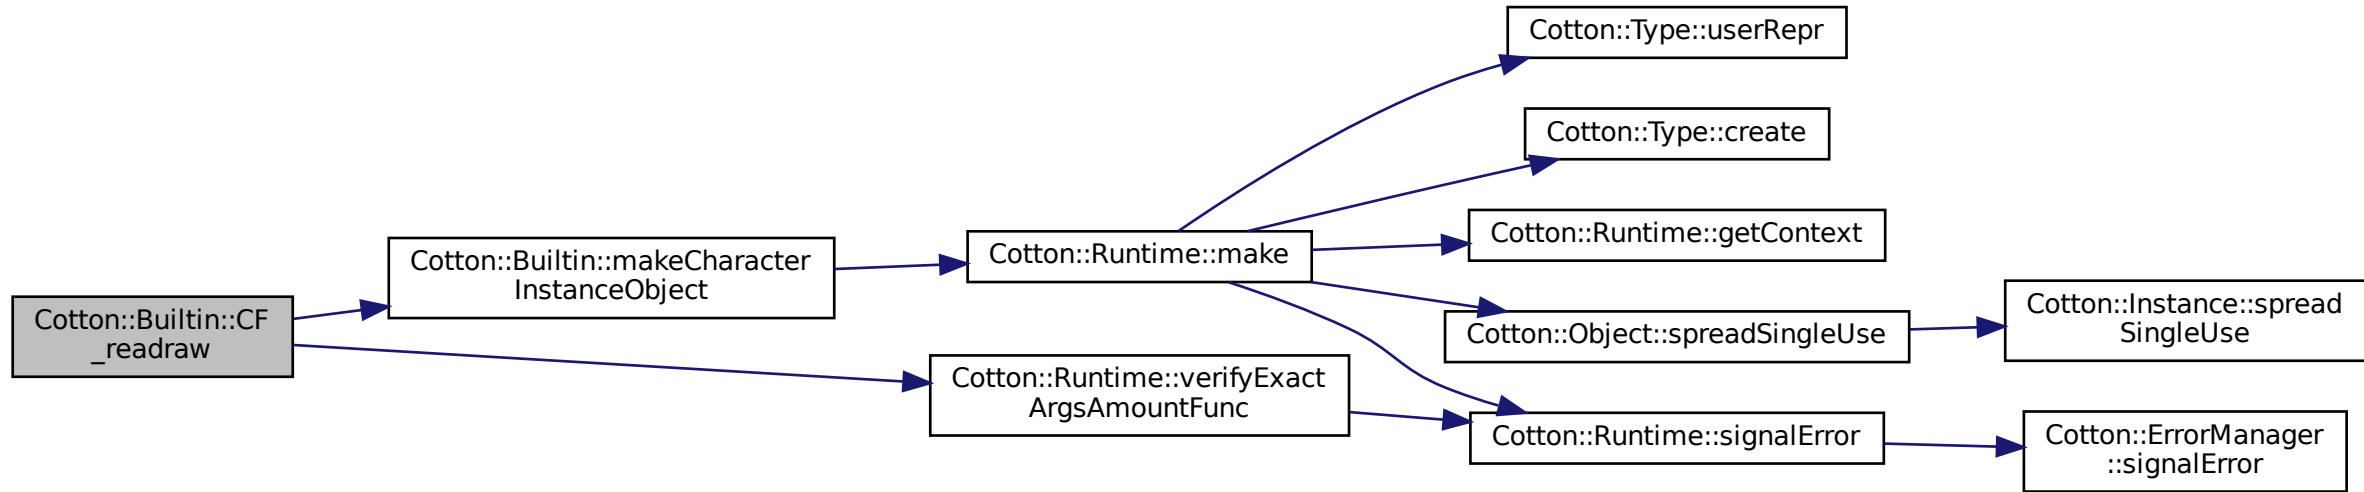 Cotton::Builtin::CF
_readraw
Cotton::Builtin::makeCharacter
InstanceObject
Cotton::Runtime::make
Cotton::Type::userRepr
Cotton::Type::create
Cotton::Runtime::getContext
Cotton::Object::spreadSingleUse
Cotton::Instance::spread
SingleUse
Cotton::Runtime::verifyExact
ArgsAmountFunc
Cotton::Runtime::signalError
Cotton::ErrorManager
::signalError